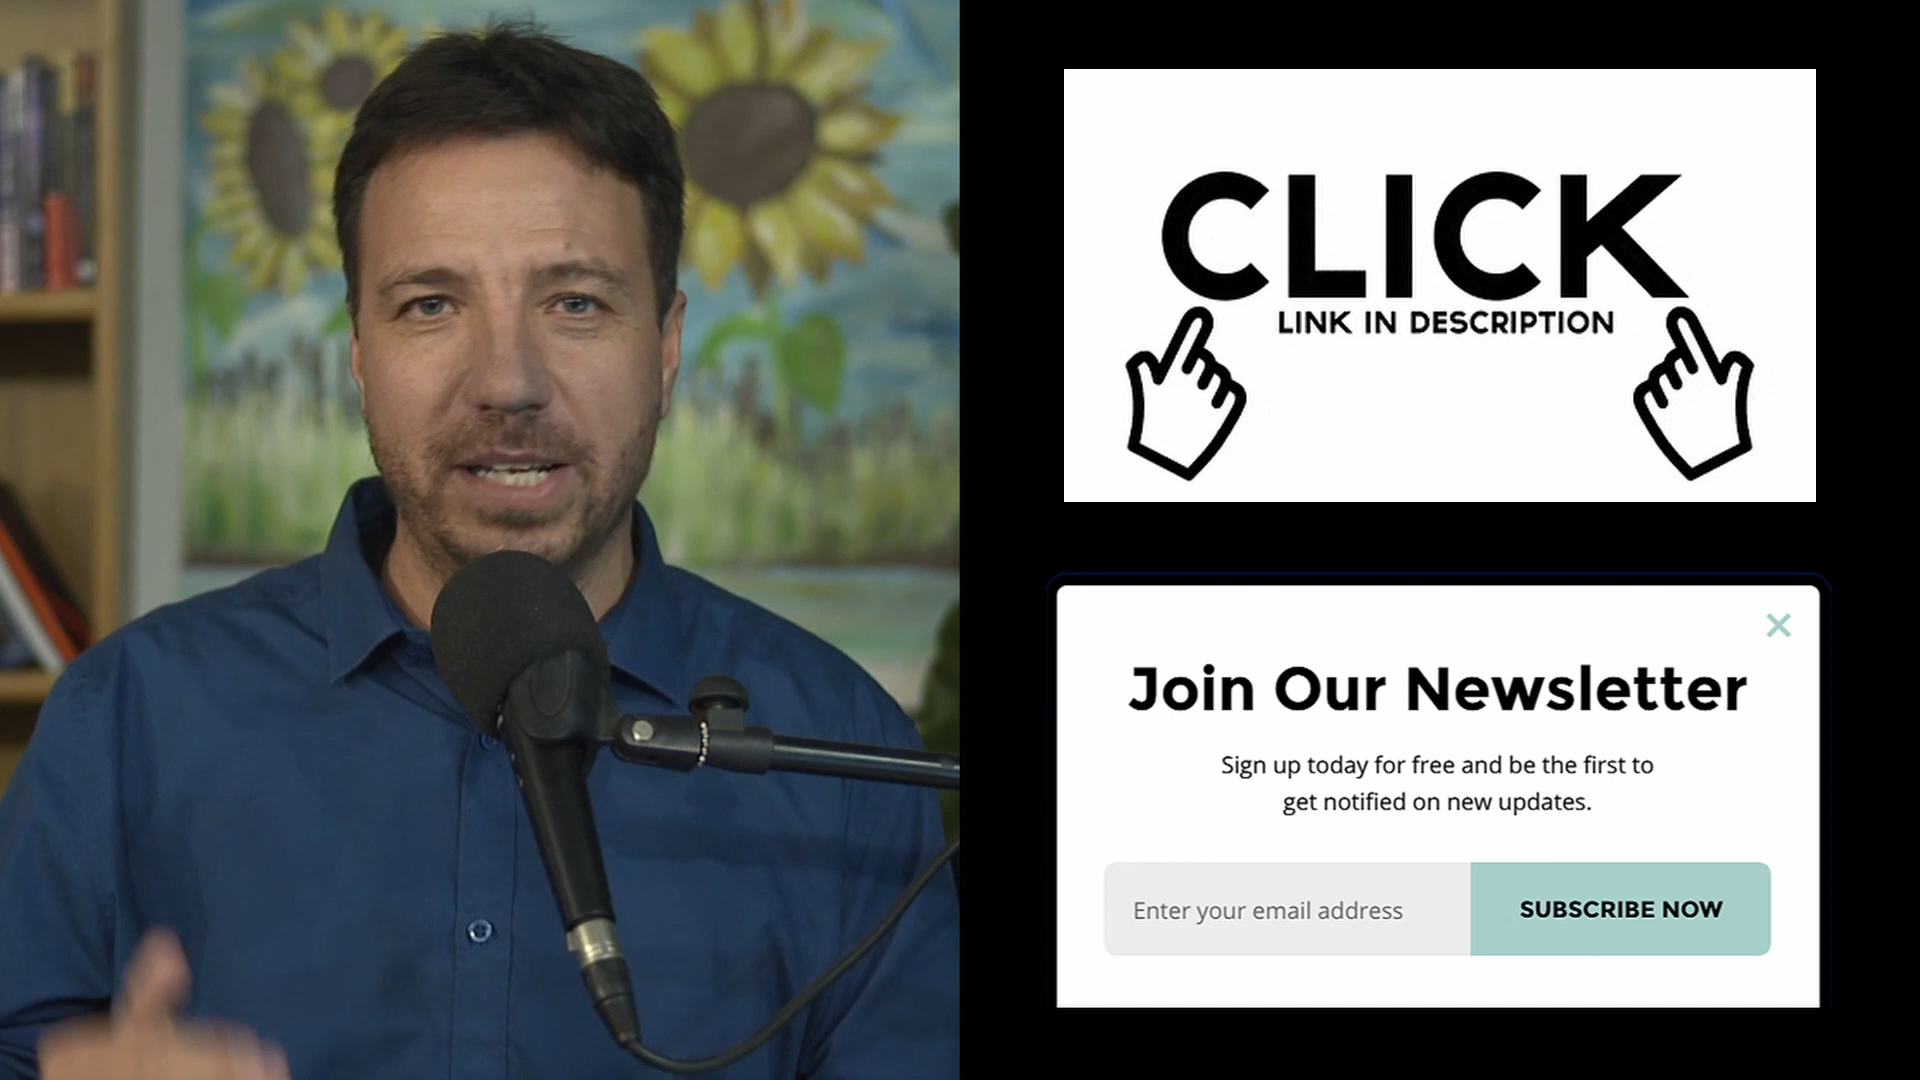 CLICK
LINK IN DESCRIPTION
Join Our Newsletter
Sign up today for free and be the first to
get notified on new updates.
Enter your email address
SUBSCRIBE NOW